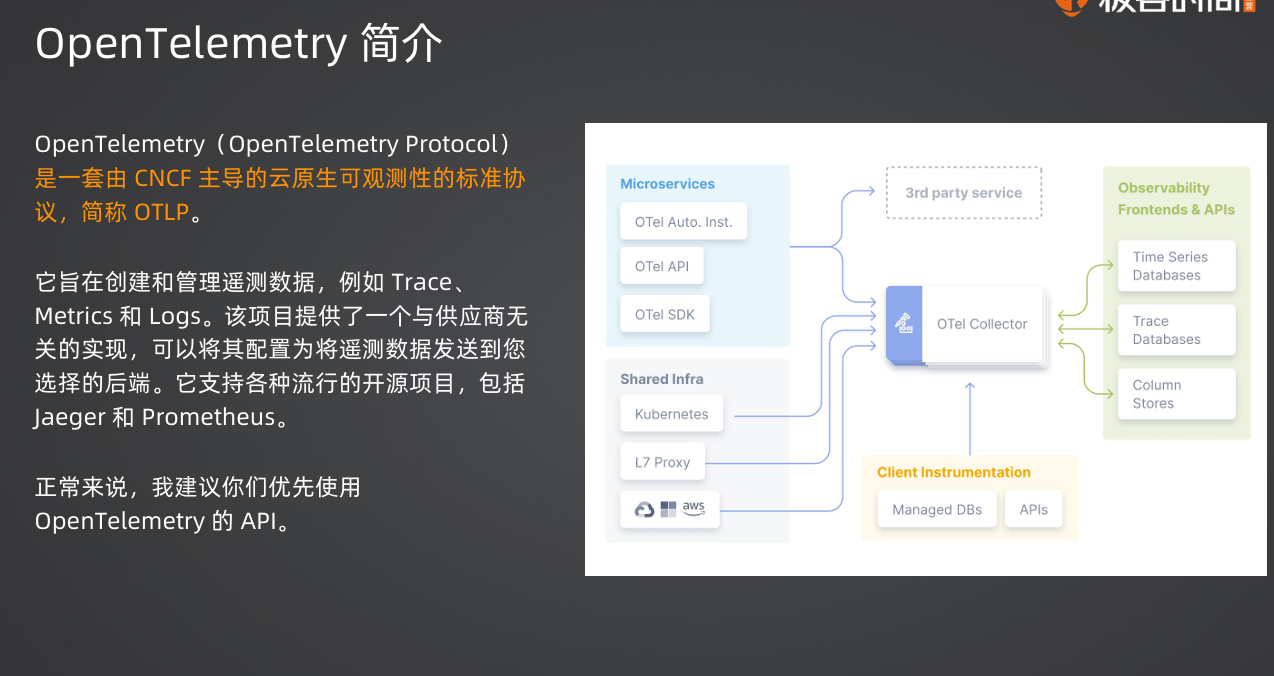 OpenTelemetry 简介
OpenTelemetry（OpenTelemetry Protocol）
是一套由 CNCF 主导的云原生可观测性的标准协
议，简称 OTLP。
它旨在创建和管理遥测数据，例如 Trace、
Metrics 和 Logs。该项目提供了一个与供应商无
关的实现，可以将其配置为将遥测数据发送到您
选择的后端。它支持各种流行的开源项目，包括
Jaeger 和 Prometheus。
正常来说，我建议你们优先使用
OpenTelemetry 的 API。
Microservices
OTel Auto. Inst.
OTel API
OTel SDK
Shared Infra
Kubernetes
L7 Proxy
aws
3rd party service
OTel Collector
Client Instrumentation
Managed DBs
APIs
Observability
Frontends & APIs
Time Series
Databases
Trace
Databases
Column
Stores